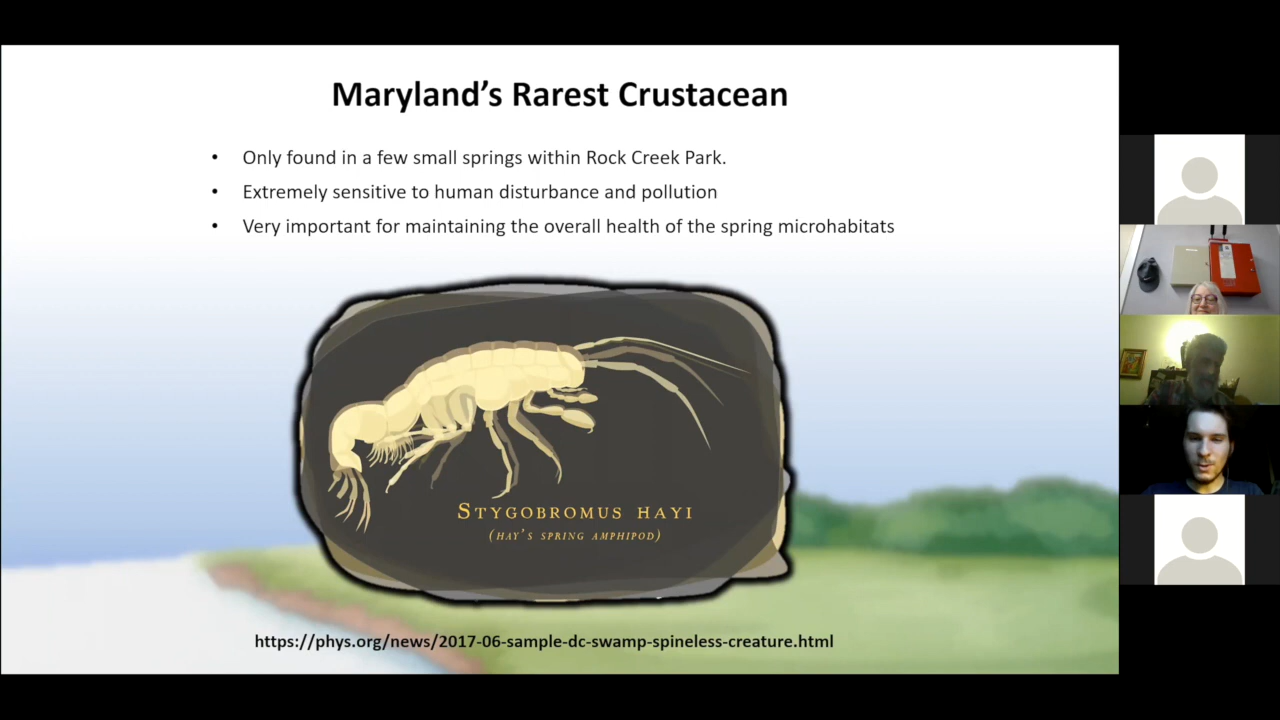 Maryland’s Rarest Crustacean
• Only found in a few small springs within Rock Creek Park.
• Extremely sensitive to human disturbance and pollution
• Very important for maintaining the overall health of the spring microhabitats
STYGOBROMUS HAYI
(HAY'S SPRING AMPHIPOD)
https://phys.org/news/2017-06-sample-dc-swamp-spineless-creature.html